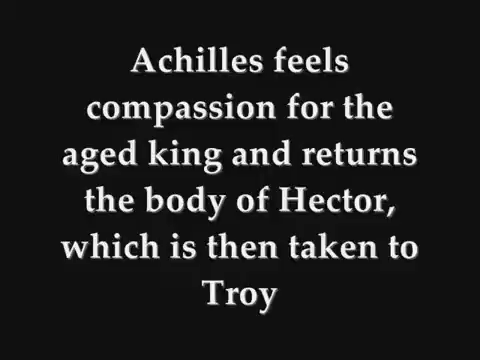 Achilles feels
compassion for the
aged king and returns
the body of Hector,
which is then taken to
Troy